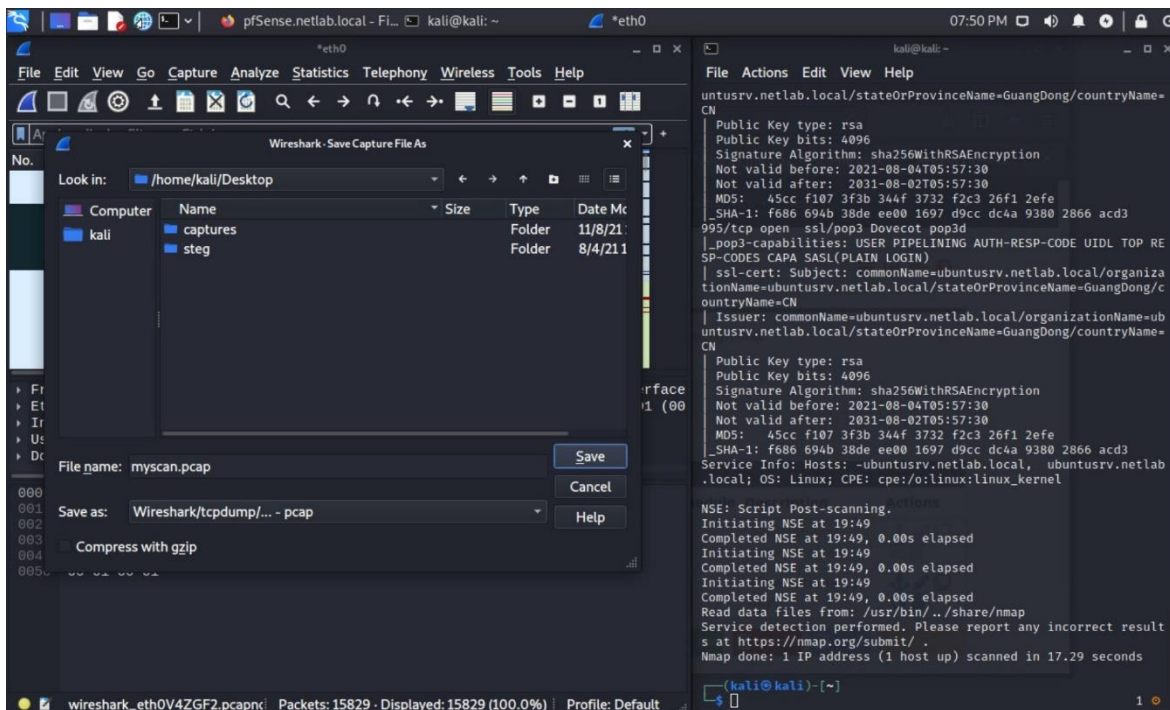 pfSense.netlab.local - Fi...
kali@kali: ~
*eth0
07:50 PM
*eth0
File Edit View Go Capture Analyze Statistics Telephony Wireless Tools Help
No.
Wireshark · Save Capture File As
Look in: /home/kali/Desktop
Computer
kali
Name Size Type Date Mo
captures Folder 11/8/21
steg Folder 8/4/21 1
File name: myscan.pcap
Save
Cancel
Save as: Wireshark/tcpdump/... - pcap
Help
Compress with gzip
Fr
rface
Et
1 (00
In
Us
Do
000
001
002
003
004
wireshark_eth0V4ZGF2.pcapng Packets: 15829 · Displayed: 15829 (100.0%) Profile: Default
kali@kali: ~
File Actions Edit View Help
untusrv.netlab.local/stateOrProvinceName=GuangDong/countryName=
CN
| Public Key type: rsa
| Public Key bits: 4096
| Signature Algorithm: sha256WithRSAEncryption
| Not valid before: 2021-08-04T05:57:30
| Not valid after: 2031-08-02T05:57:30
| MD5: 45cc f107 3f3b 344f 3732 f2c3 26f1 2efe
|_SHA-1: f686 694b 38de ee00 1697 d9cc dc4a 9380 2866 acd3
995/tcp open ssl/pop3 Dovecot pop3d
|_pop3-capabilities: USER PIPELINING AUTH-RESP-CODE UIDL TOP RE
SP-CODES CAPA SASL(PLAIN LOGIN)
| ssl-cert: Subject: commonName=ubuntusrv.netlab.local/organiza
tionName=ubuntusrv.netlab.local/stateOrProvinceName=GuangDong/c
ountryName=CN
| Issuer: commonName=ubuntusrv.netlab.local/organizationName=ub
untusrv.netlab.local/stateOrProvinceName=GuangDong/countryName=
CN
| Public Key type: rsa
| Public Key bits: 4096
| Signature Algorithm: sha256WithRSAEncryption
| Not valid before: 2021-08-04T05:57:30
| Not valid after: 2031-08-02T05:57:30
| MD5: 45cc f107 3f3b 344f 3732 f2c3 26f1 2efe
|_SHA-1: f686 694b 38de ee00 1697 d9cc dc4a 9380 2866 acd3
Service Info: Hosts: -ubuntusrv.netlab.local, ubuntusrv.netlab
.local; OS: Linux; CPE: cpe:/o:linux:linux_kernel
NSE: Script Post-scanning.
Initiating NSE at 19:49
Completed NSE at 19:49, 0.00s elapsed
Initiating NSE at 19:49
Completed NSE at 19:49, 0.00s elapsed
Initiating NSE at 19:49
Completed NSE at 19:49, 0.00s elapsed
Read data files from: /usr/bin/../share/nmap
Service detection performed. Please report any incorrect result
s at https://nmap.org/submit/ .
Nmap done: 1 IP address (1 host up) scanned in 17.29 seconds
(kali㉿kali)-[~]
$
1